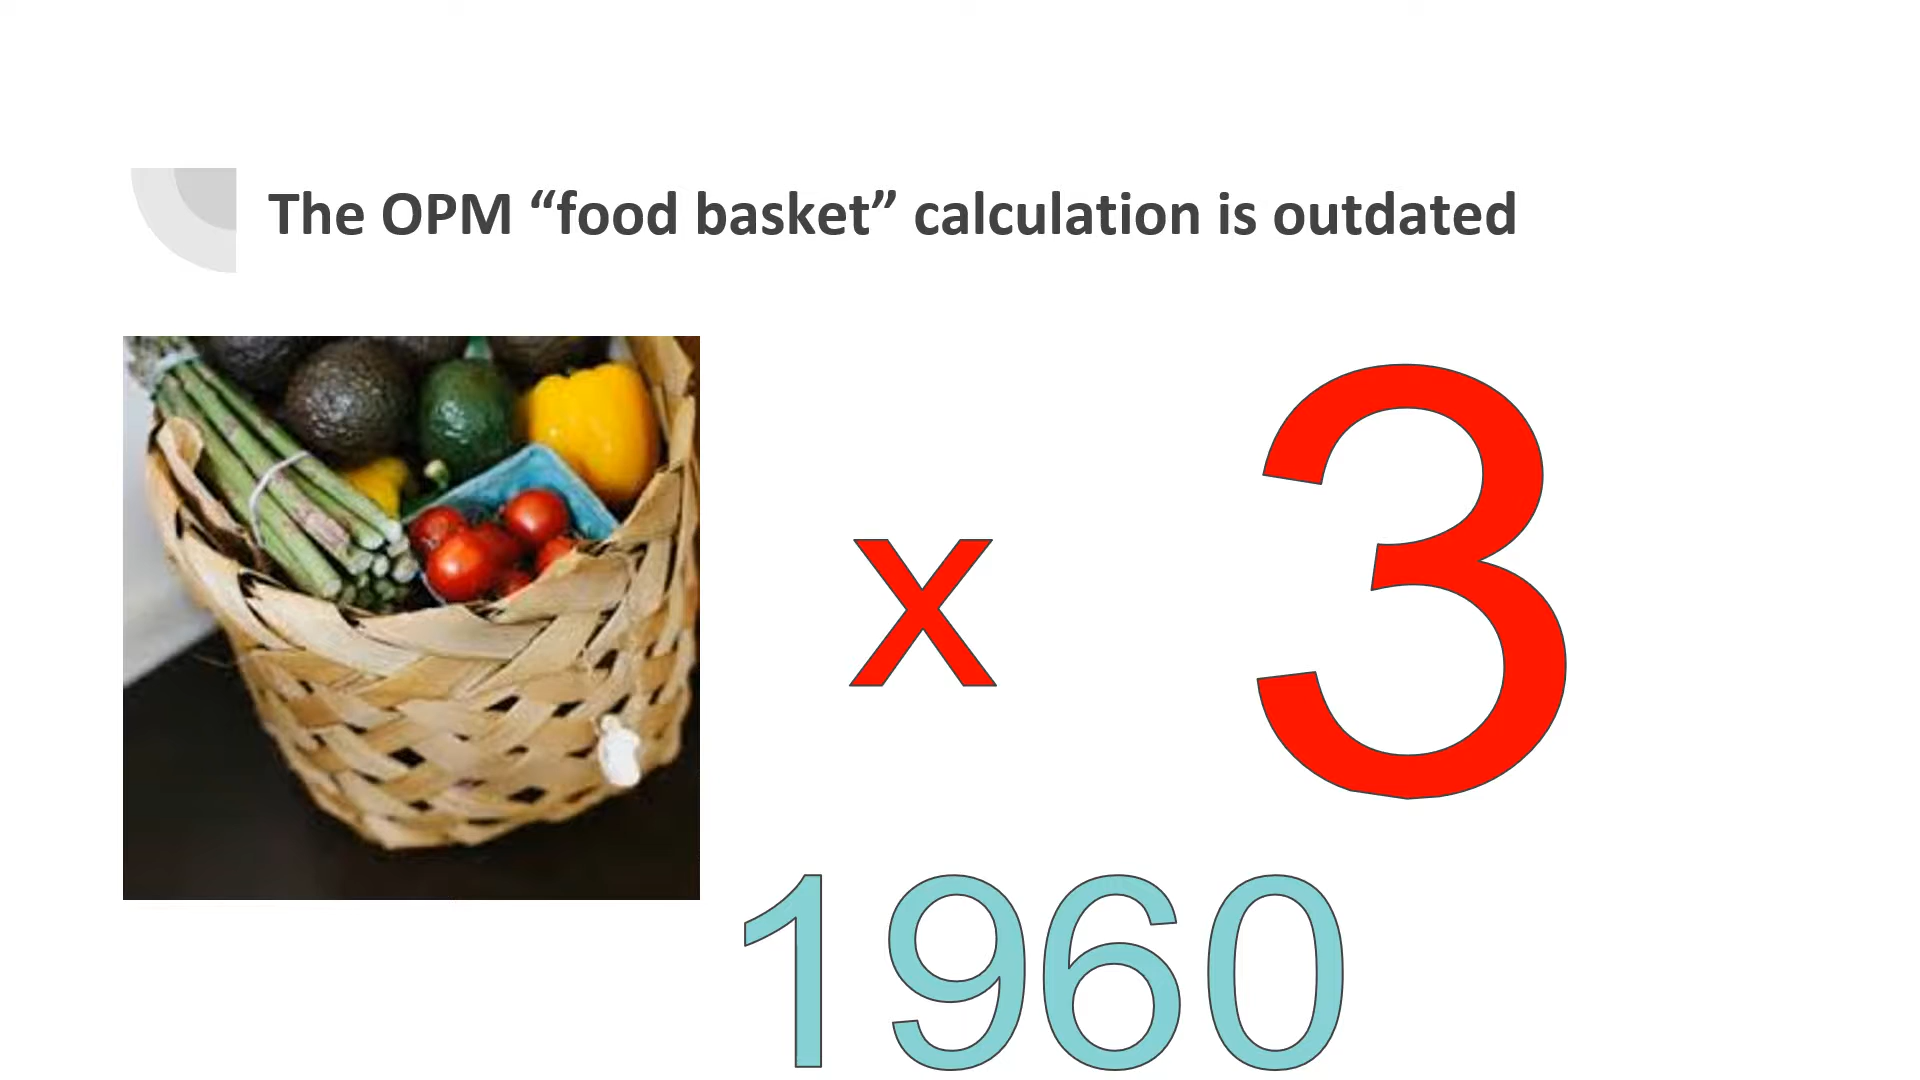 The OPM “food basket” calculation is outdated
x 3
1960